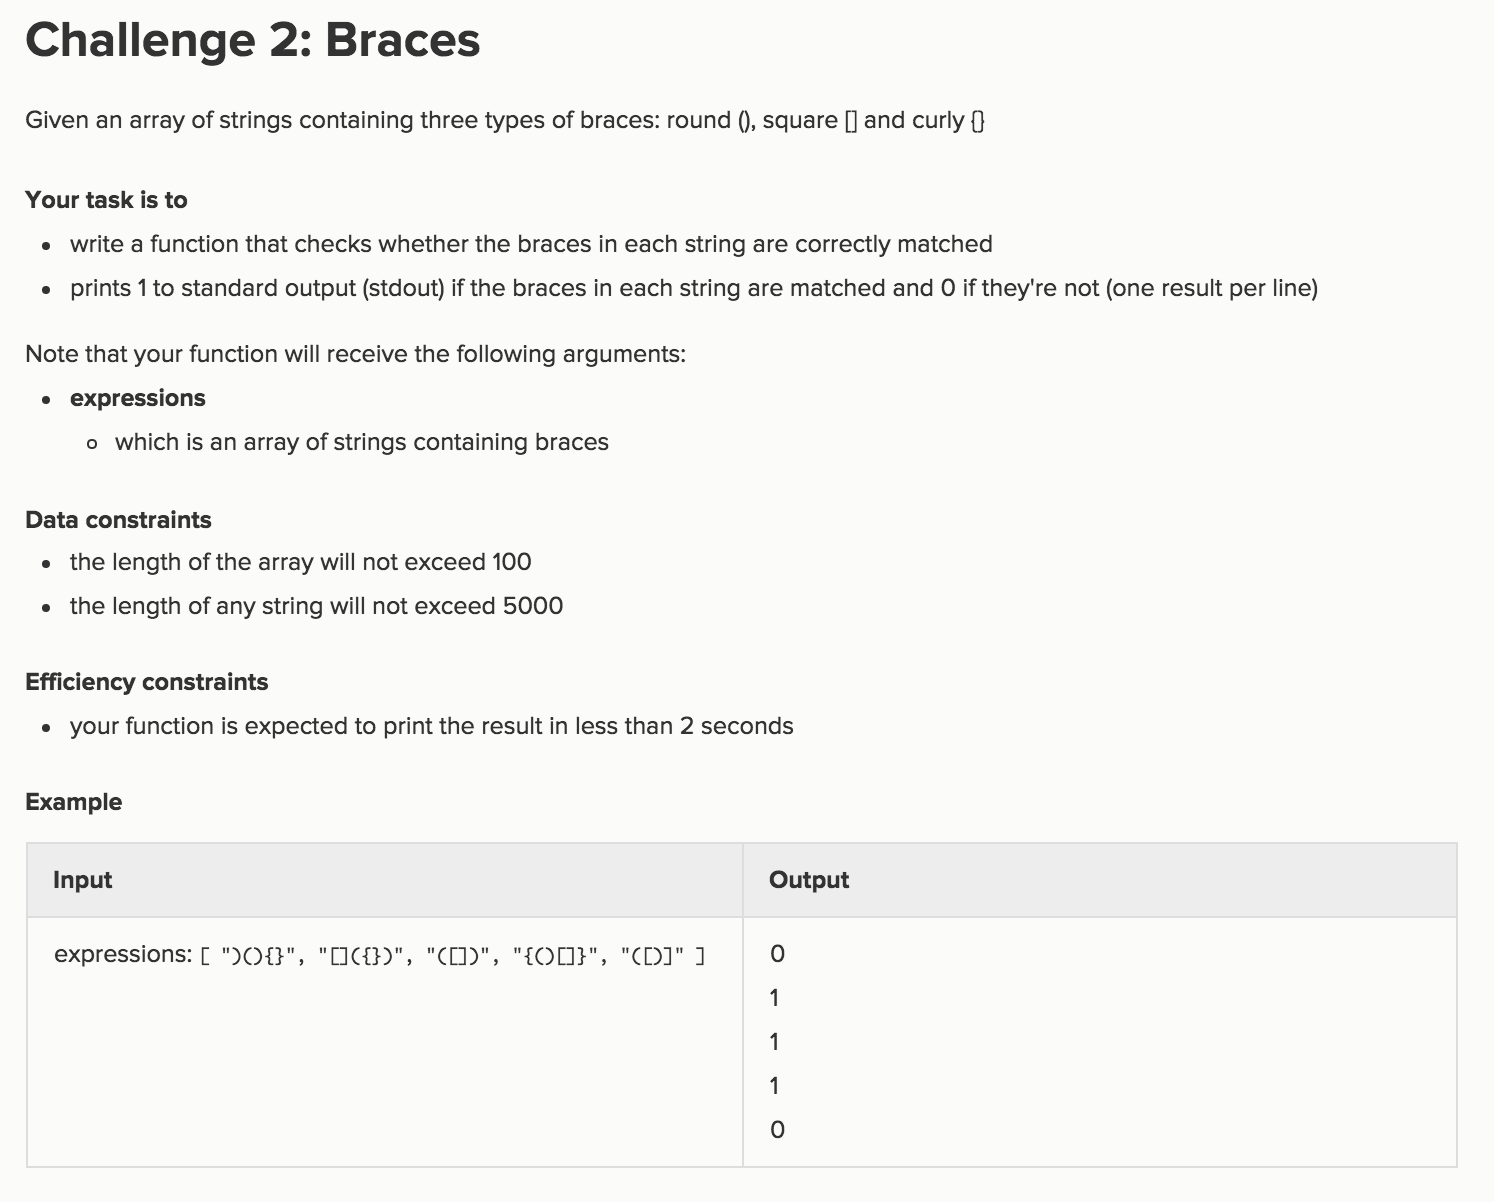 Challenge 2: Braces
Given an array of strings containing three types of braces: round (), square [] and curly {}
Your task is to
• write a function that checks whether the braces in each string are correctly matched
• prints 1 to standard output (stdout) if the braces in each string are matched and 0 if they're not (one result per line)
Note that your function will receive the following arguments:
• expressions
o which is an array of strings containing braces
Data constraints
• the length of the array will not exceed 100
• the length of any string will not exceed 5000
Efficiency constraints
• your function is expected to print the result in less than 2 seconds
Example
Input Output
expressions: [ ")(){}", "[]({})", "([])", "{()[]}", "([)]" ] 0
1
1
1
0